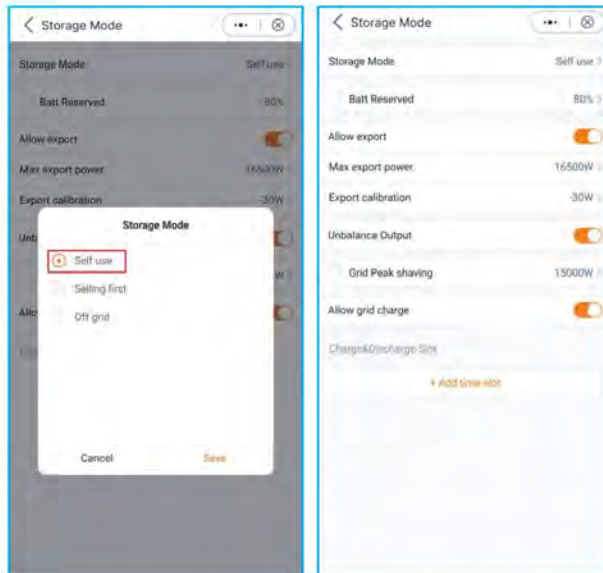 Storage Mode
Storage Mode Self use
Batt Reserved 80%
Allow export
Max export power 16500W
Export calibration -30W
Unb
W
Allo
Storage Mode
Self use
Selling first
Off grid
Cancel Save
Storage Mode
Storage Mode Self use
Batt Reserved 80%
Allow export
Max export power 16500W
Export calibration -30W
Unbalance Output
Grid Peak shaving 15000W
Allow grid charge
Charge&Discharge Slot
+ Add time slot